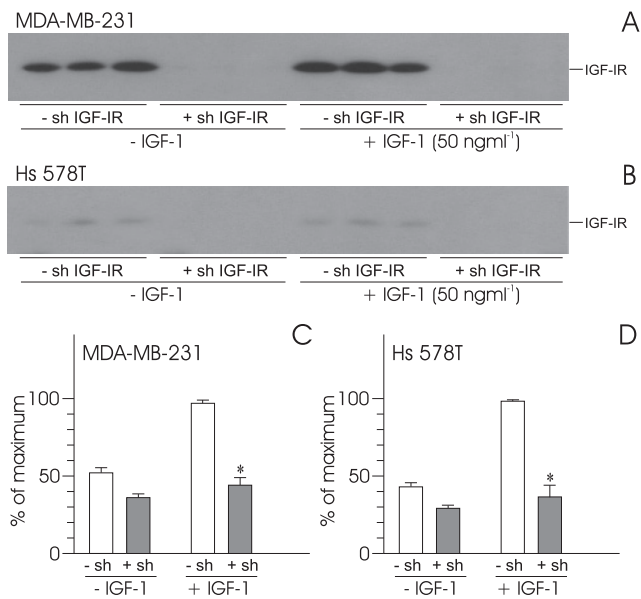 MDA-MB-231
A
IGF-IR
- sh IGF-IR + sh IGF-IR - sh IGF-IR + sh IGF-IR
- IGF-1 + IGF-1 (50 ngml⁻¹)
Hs 578T
B
IGF-IR
- sh IGF-IR + sh IGF-IR - sh IGF-IR + sh IGF-IR
- IGF-1 + IGF-1 (50 ngml⁻¹)
C
MDA-MB-231
% of maximum
100
50
0
*
- sh + sh - sh + sh
- IGF-1 + IGF-1
D
Hs 578T
% of maximum
100
50
0
*
- sh + sh - sh + sh
- IGF-1 + IGF-1